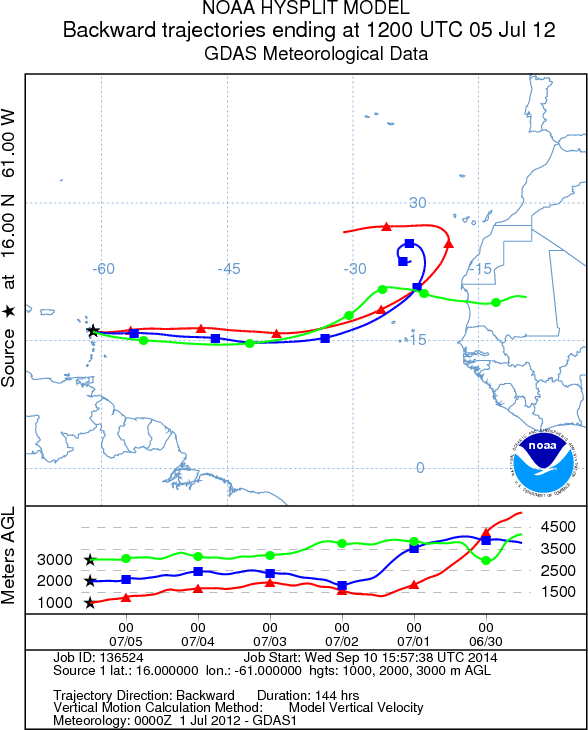 NOAA HYSPLIT MODEL
Backward trajectories ending at 1200 UTC 05 Jul 12
GDAS Meteorological Data
Source ★ at 16.00 N 61.00 W
30
-60 -45 -30 -15
15
0
noaa
Meters AGL
3000
2000
1000
4500
3500
2500
1500
00 00 00 00 00 00
07/05 07/04 07/03 07/02 07/01 06/30
Job ID: 136524 Job Start: Wed Sep 10 15:57:38 UTC 2014
Source 1 lat.: 16.000000 lon.: -61.000000 hgts: 1000, 2000, 3000 m AGL
Trajectory Direction: Backward Duration: 144 hrs
Vertical Motion Calculation Method: Model Vertical Velocity
Meteorology: 0000Z 1 Jul 2012 - GDAS1